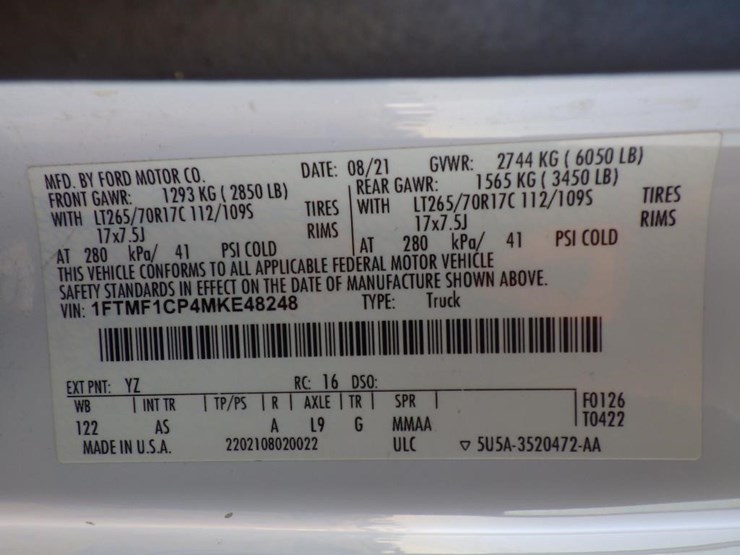 MFD. BY FORD MOTOR CO. DATE: 08/21 GVWR: 2744 KG ( 6050 LB)
FRONT GAWR: 1293 KG ( 2850 LB) REAR GAWR: 1565 KG ( 3450 LB)
WITH LT265/70R17C 112/109S TIRES WITH LT265/70R17C 112/109S TIRES
17x7.5J RIMS 17x7.5J RIMS
AT 280 kPa/ 41 PSI COLD AT 280 kPa/ 41 PSI COLD
THIS VEHICLE CONFORMS TO ALL APPLICABLE FEDERAL MOTOR VEHICLE
SAFETY STANDARDS IN EFFECT ON THE DATE OF MANUFACTURE SHOWN ABOVE.
VIN: 1FTMF1CP4MKE48248 TYPE: Truck
EXT PNT: YZ RC: 16 DSO:
WB INT TR TP/PS R AXLE TR SPR F0126
122 AS A L9 G MMAA T0422
MADE IN U.S.A. 2202108020022 ULC ▽ 5U5A-3520472-AA